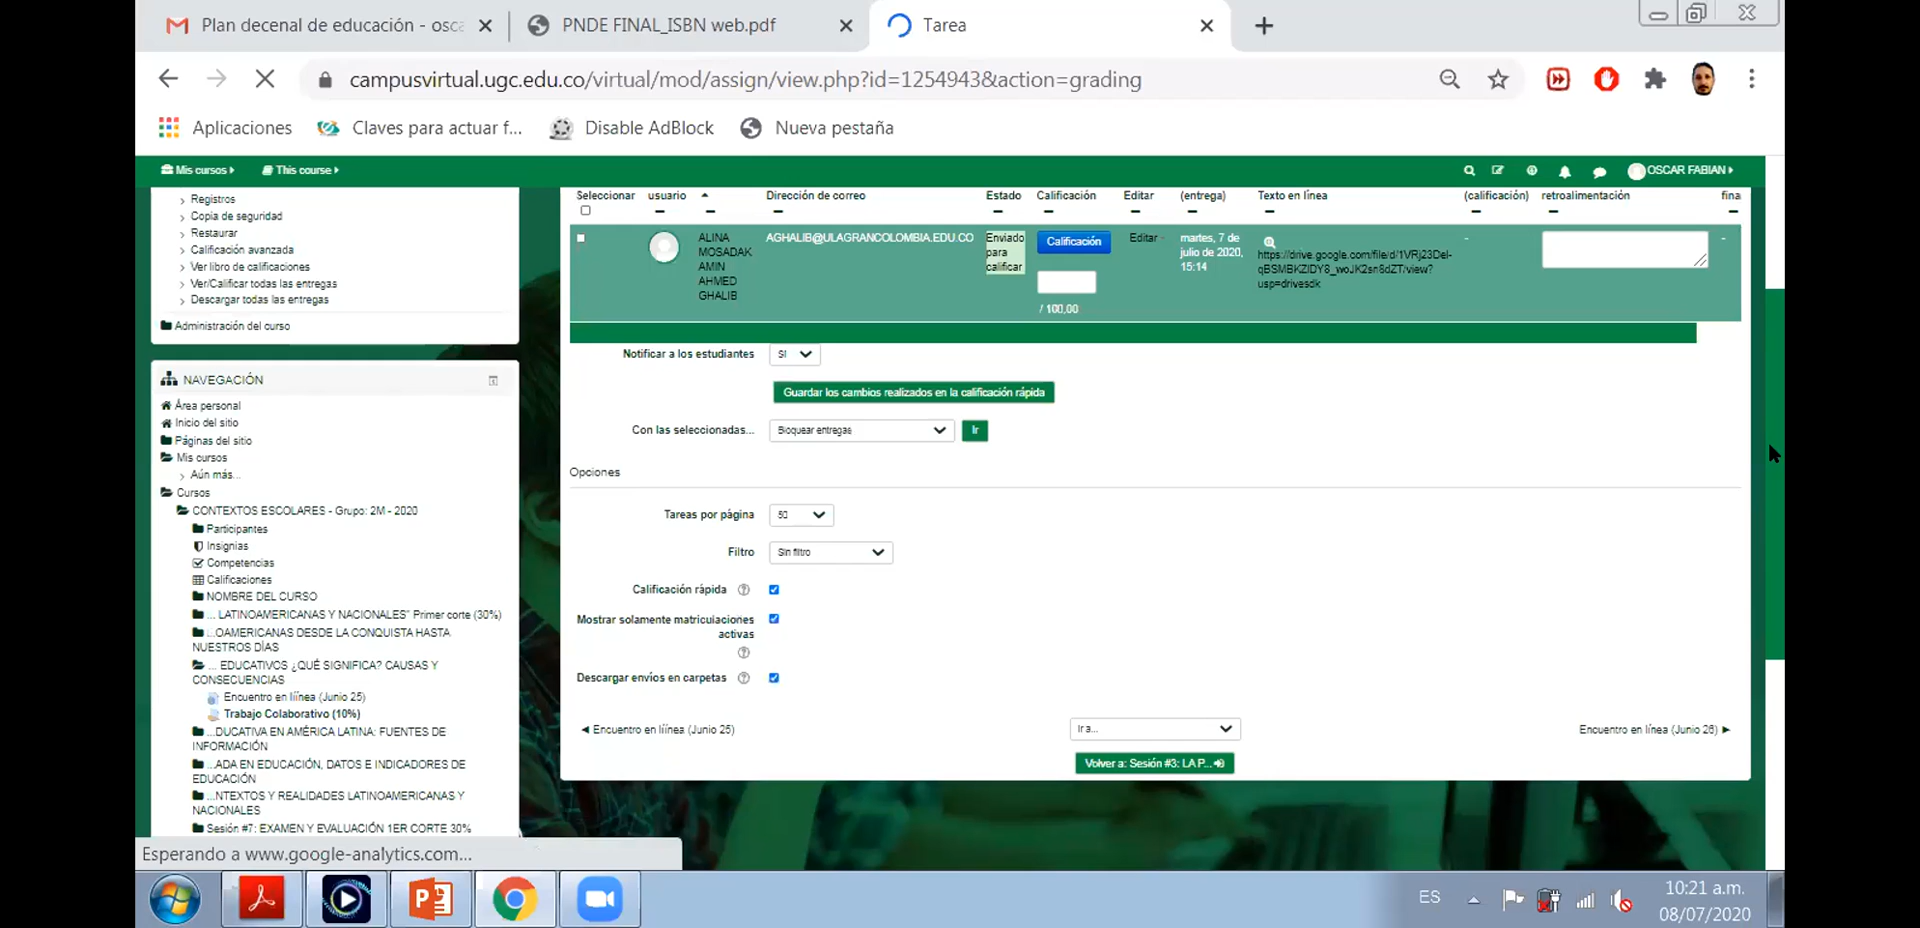 Plan decenal de educación - osca
PNDE FINAL_ISBN web.pdf
Tarea
campusvirtual.ugc.edu.co/virtual/mod/assign/view.php?id=1254943&action=grading
Aplicaciones
Claves para actuar f...
Disable AdBlock
Nueva pestaña
Mis cursos
This course
OSCAR FABIAN
Registros
Copia de seguridad
Restaurar
Calificación avanzada
Ver libro de calificaciones
Ver/Calificar todas las entregas
Descargar todas las entregas
Administración del curso
NAVEGACIÓN
Área personal
Inicio del sitio
Páginas del sitio
Mis cursos
Aún más...
Cursos
CONTEXTOS ESCOLARES - Grupo: 2M - 2020
Participantes
Insignias
Competencias
Calificaciones
NOMBRE DEL CURSO
... LATINOAMERICANAS Y NACIONALES" Primer corte (30%)
...OAMERICANAS DESDE LA CONQUISTA HASTA
NUESTROS DÍAS
... EDUCATIVOS ¿QUÉ SIGNIFICA? CAUSAS Y
CONSECUENCIAS
Encuentro en liínea (Junio 25)
Trabajo Colaborativo (10%)
...DUCATIVA EN AMÉRICA LATINA: FUENTES DE
INFORMACIÓN
...ADA EN EDUCACIÓN, DATOS E INDICADORES DE
EDUCACIÓN
...NTEXTOS Y REALIDADES LATINOAMERICANAS Y
NACIONALES
Sesión #7: EXAMEN Y EVALUACIÓN 1ER CORTE 30%
Seleccionar
usuario
Dirección de correo
Estado
Calificación
Editar
(entrega)
Texto en línea
(calificación)
retroalimentación
fina
ALINA
MOSADAK
AMIN
AHMED
GHALIB
AGHALIB@ULAGRANCOLOMBIA.EDU.CO
Enviado
para
calificar
Calificación
/ 100,00
Editar
martes, 7 de
julio de 2020,
15:14
https://drive.google.com/file/d/1VRj23Del-
qBSMBKZIDY8_woJK2sn8dZT/view?
usp=drivesdk
-
-
Notificar a los estudiantes
Sí
Guardar los cambios realizados en la calificación rápida
Con las seleccionadas...
Bloquear entregas
Ir
Opciones
Tareas por página
50
Filtro
Sin filtro
Calificación rápida
Mostrar solamente matriculaciones
activas
Descargar envíos en carpetas
◄ Encuentro en liínea (Junio 25)
Ir a...
Encuentro en línea (Junio 26) ►
Volver a: Sesión #3: LA P...
Esperando a www.google-analytics.com...
ES
10:21 a.m.
08/07/2020